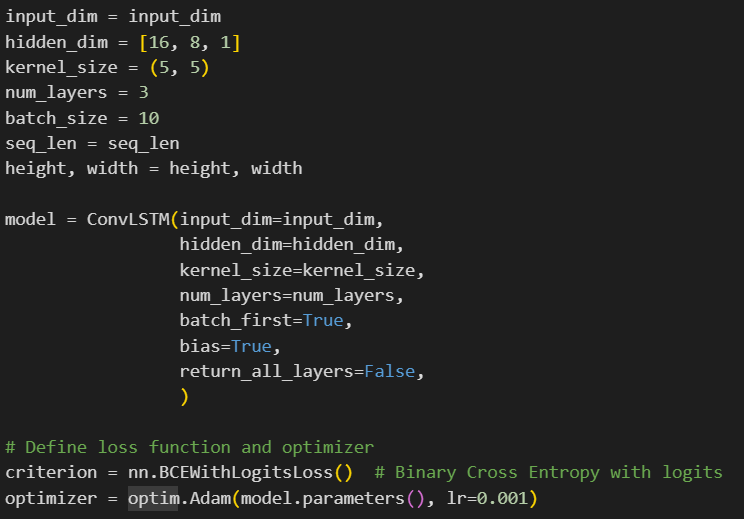 input_dim = input_dim
hidden_dim = [16, 8, 1]
kernel_size = (5, 5)
num_layers = 3
batch_size = 10
seq_len = seq_len
height, width = height, width

model = ConvLSTM(input_dim=input_dim,
                 hidden_dim=hidden_dim,
                 kernel_size=kernel_size,
                 num_layers=num_layers,
                 batch_first=True,
                 bias=True,
                 return_all_layers=False,
                 )

# Define loss function and optimizer
criterion = nn.BCEWithLogitsLoss()  # Binary Cross Entropy with logits
optimizer = optim.Adam(model.parameters(), lr=0.001)